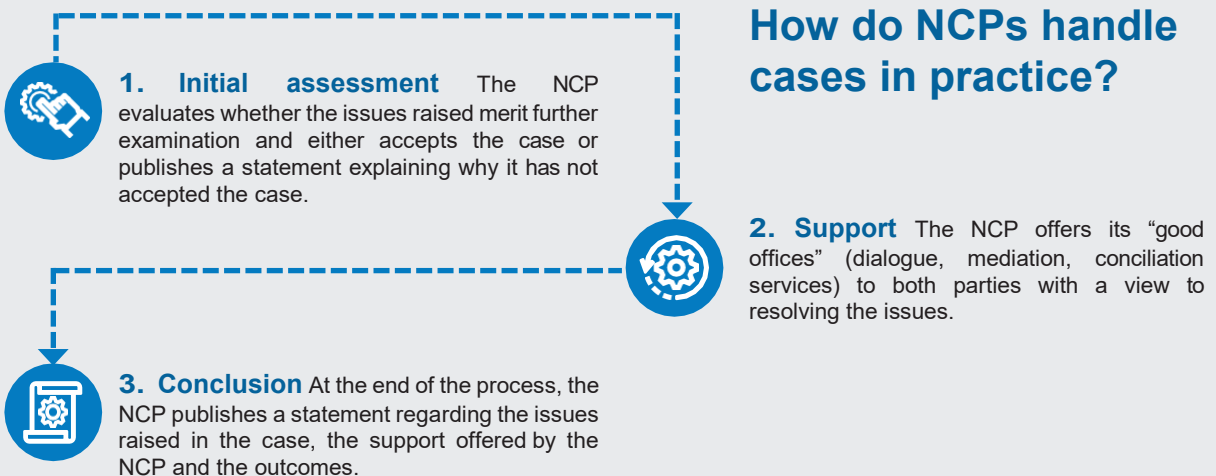 How do NCPs handle
cases in practice?
1. Initial assessment The NCP
evaluates whether the issues raised merit further
examination and either accepts the case or
publishes a statement explaining why it has not
accepted the case.
2. Support The NCP offers its “good
offices” (dialogue, mediation, conciliation
services) to both parties with a view to
resolving the issues.
3. Conclusion At the end of the process, the
NCP publishes a statement regarding the issues
raised in the case, the support offered by the
NCP and the outcomes.